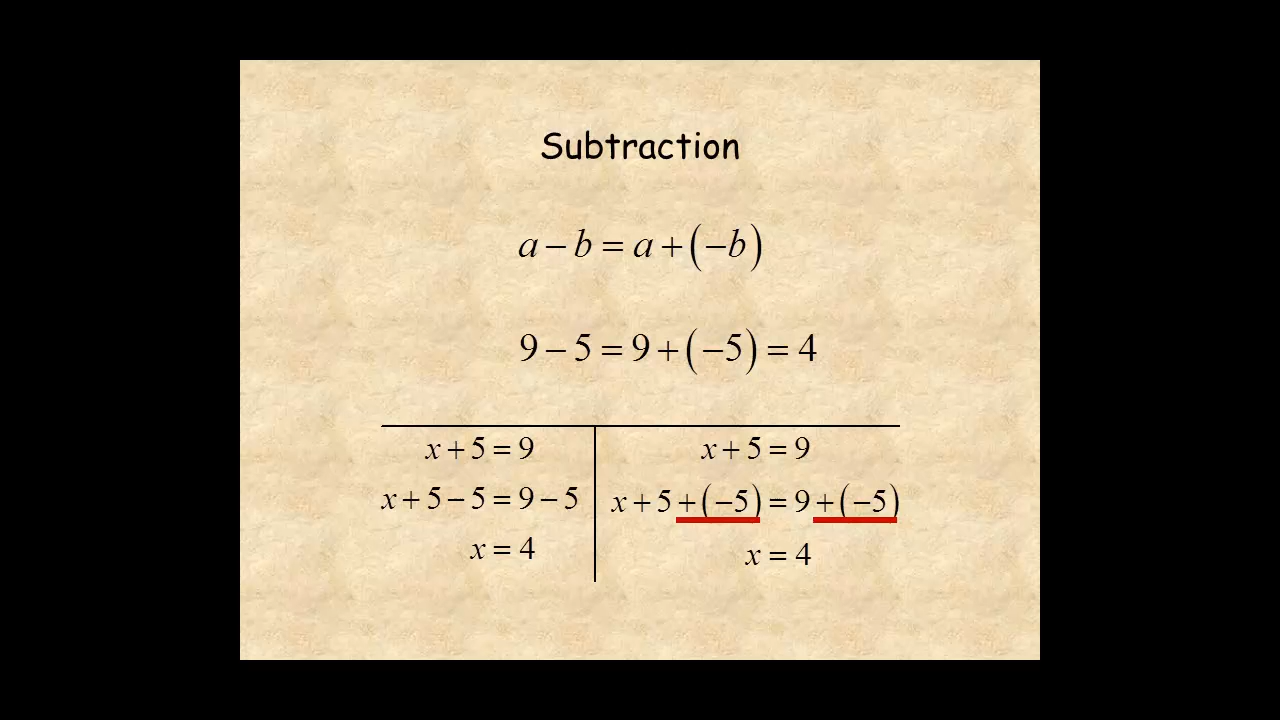 Subtraction
a − b = a + (−b)
9 − 5 = 9 + (−5) = 4
x + 5 = 9
x + 5 − 5 = 9 − 5
x = 4
x + 5 = 9
x + 5 + (−5) = 9 + (−5)
x = 4